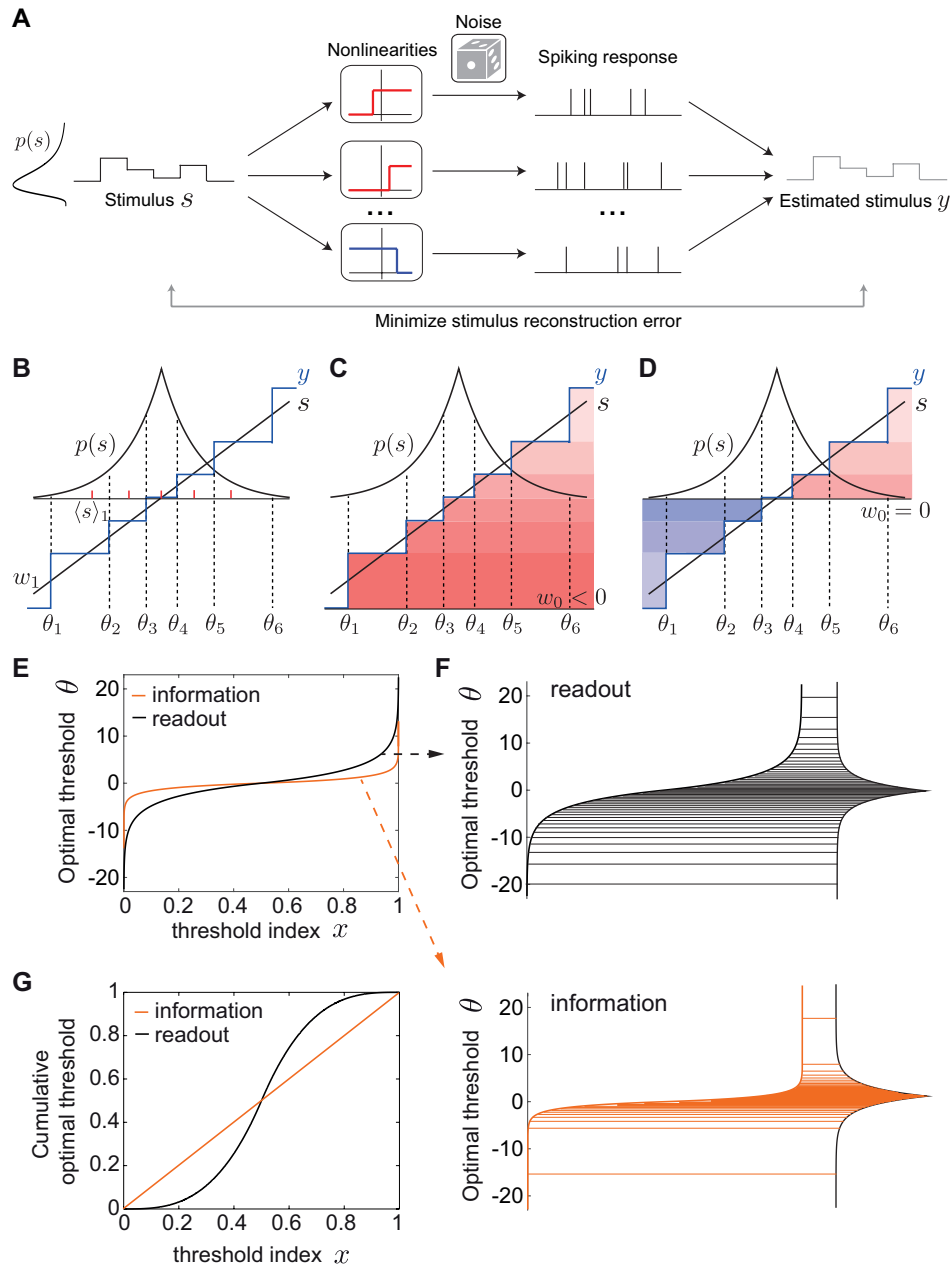 A
Noise
Nonlinearities
Spiking response
p(s)
Stimulus s
...
...
Estimated stimulus y
Minimize stimulus reconstruction error
B
y
s
p(s)
⟨s⟩₁
w₁
θ₁ θ₂ θ₃ θ₄ θ₅ θ₆
C
y
s
p(s)
w₀ < 0
θ₁ θ₂ θ₃ θ₄ θ₅ θ₆
D
y
s
p(s)
w₀ = 0
θ₁ θ₂ θ₃ θ₄ θ₅ θ₆
E
Optimal threshold θ
20
10
0
-10
-20
information
readout
0 0.2 0.4 0.6 0.8 1
threshold index x
F
readout
Optimal threshold θ
20
10
0
-10
-20
G
Cumulative
optimal threshold
1
0.8
0.6
0.4
0.2
0
information
readout
0 0.2 0.4 0.6 0.8 1
threshold index x
information
Optimal threshold θ
20
10
0
-10
-20